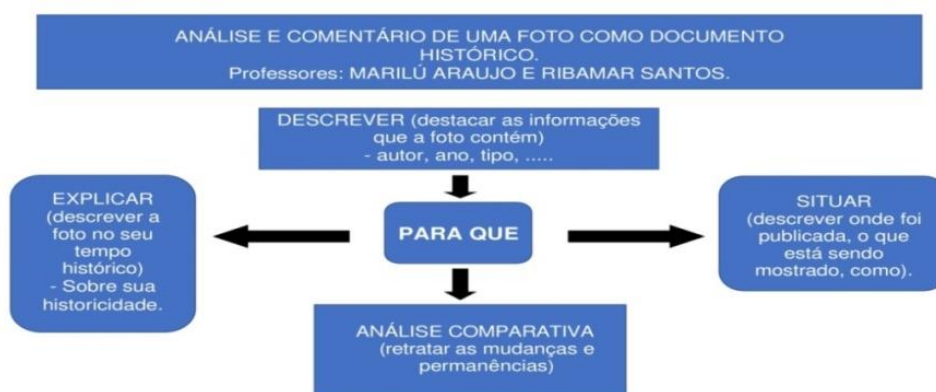 ANÁLISE E COMENTÁRIO DE UMA FOTO COMO DOCUMENTO
HISTÓRICO.
Professores: MARILÚ ARAUJO E RIBAMAR SANTOS.
DESCREVER (destacar as informações
que a foto contém)
- autor, ano, tipo, .....
EXPLICAR
(descrever a
foto no seu
tempo
histórico)
- Sobre sua
historicidade.
PARA QUE
SITUAR
(descrever onde foi
publicada, o que
está sendo
mostrado, como).
ANÁLISE COMPARATIVA
(retratar as mudanças e
permanências)